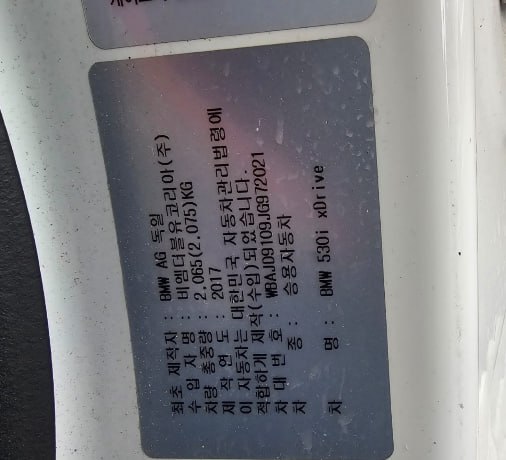 최초 제작자 : BMW AG 독일
수 입 자 명 : 비엠더블유코리아(주)
차량 총중량 : 2,065(2,075)KG
제 작 연 도 : 2017
이 자동차는 대한민국 자동차관리법령에
적합하게 제작(수입)되었습니다.
차 대 번 호 : WBAJD9109JG972021
차 종 : 승용자동차
차 명 : BMW 530i xDrive